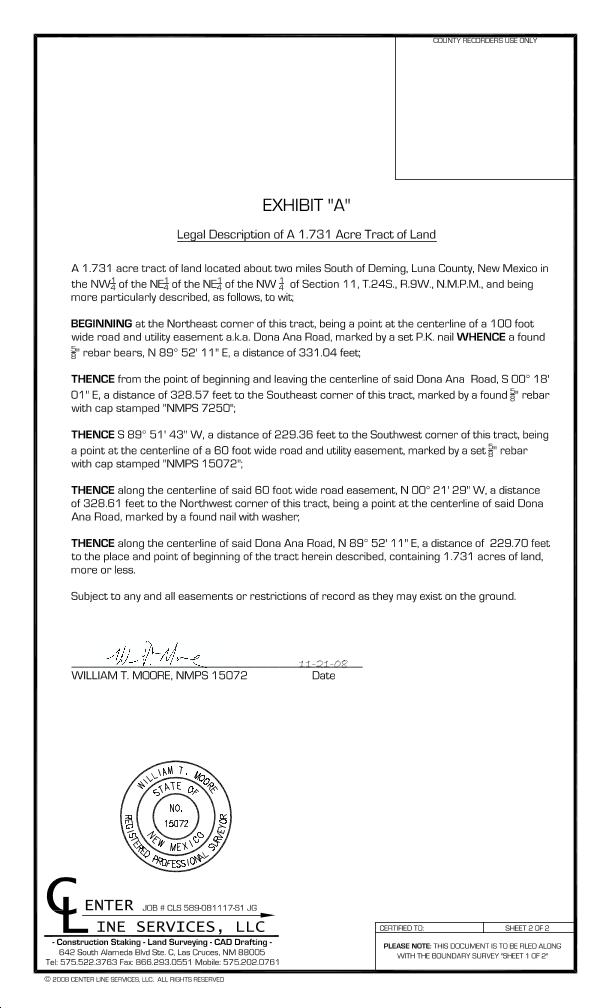 COUNTY RECORDERS USE ONLY
EXHIBIT "A"
Legal Description of A 1.731 Acre Tract of Land
A 1.731 acre tract of land located about two miles South of Deming, Luna County, New Mexico in
the NW¼ of the NE¼ of the NE¼ of the NW ¼ of Section 11, T.24S., R.9W., N.M.P.M., and being
more particularly described, as follows, to wit;
BEGINNING at the Northeast corner of this tract, being a point at the centerline of a 100 foot
wide road and utility easement a.k.a. Dona Ana Road, marked by a set P.K. nail WHENCE a found
⅝" rebar bears, N 89° 52' 11" E, a distance of 331.04 feet;
THENCE from the point of beginning and leaving the centerline of said Dona Ana Road, S 00° 18'
01" E, a distance of 328.57 feet to the Southeast corner of this tract, marked by a found ⅝" rebar
with cap stamped "NMPS 7250";
THENCE S 89° 51' 43" W, a distance of 229.36 feet to the Southwest corner of this tract, being
a point at the centerline of a 60 foot wide road and utility easement, marked by a set ⅝" rebar
with cap stamped "NMPS 15072";
THENCE along the centerline of said 60 foot wide road easement, N 00° 21' 29" W, a distance
of 328.61 feet to the Northwest corner of this tract, being a point at the centerline of said Dona
Ana Road, marked by a found nail with washer;
THENCE along the centerline of said Dona Ana Road, N 89° 52' 11" E, a distance of 229.70 feet
to the place and point of beginning of the tract herein described, containing 1.731 acres of land,
more or less.
Subject to any and all easements or restrictions of record as they may exist on the ground.
W. T. Moore 11-21-08
WILLIAM T. MOORE, NMPS 15072 Date
WILLIAM T. MOORE
STATE OF
NO.
15072
NEW MEXICO
REGISTERED PROFESSIONAL SURVEYOR
CENTER JOB # CLS 589-081117-S1 JG
LINE SERVICES, LLC
- Construction Staking - Land Surveying - CAD Drafting -
642 South Alameda Blvd Ste. C, Las Cruces, NM 88005
Tel: 575.522.3763 Fax: 866.293.0551 Mobile: 575.202.0761
CERTIFIED TO: SHEET 2 OF 2
PLEASE NOTE: THIS DOCUMENT IS TO BE FILED ALONG
WITH THE BOUNDARY SURVEY "SHEET 1 OF 2"
© 2008 CENTER LINE SERVICES, LLC. ALL RIGHTS RESERVED